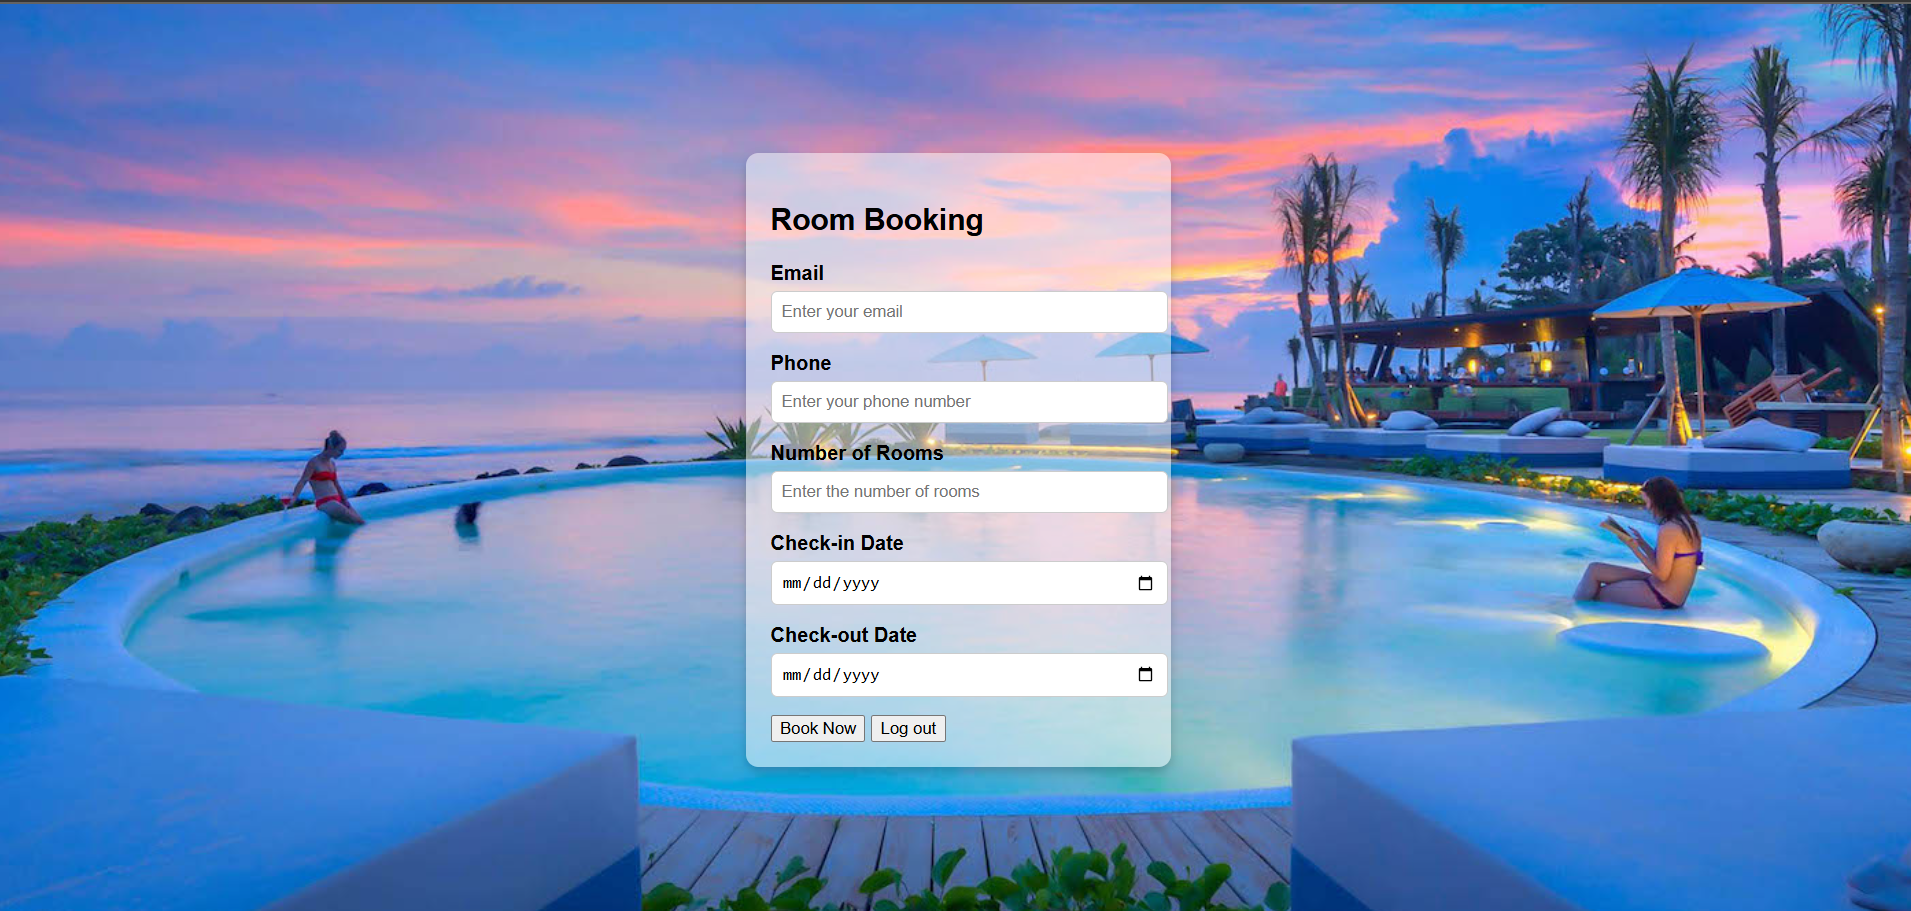 Room Booking
Email
Enter your email
Phone
Enter your phone number
Number of Rooms
Enter the number of rooms
Check-in Date
mm/dd/yyyy
Check-out Date
mm/dd/yyyy
Book Now Log out